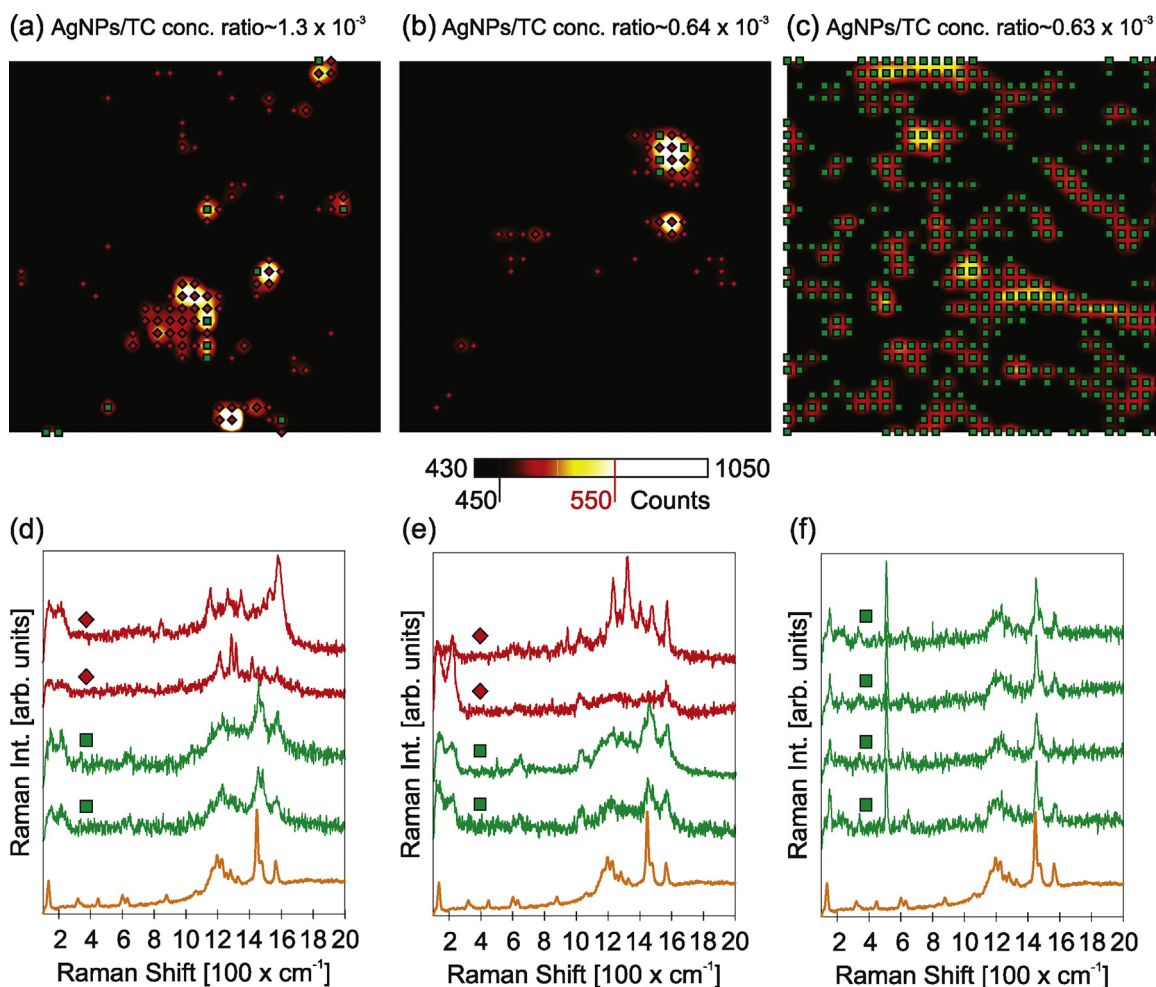 (a) AgNPs/TC conc. ratio~1.3 x 10⁻³
(b) AgNPs/TC conc. ratio~0.64 x 10⁻³
(c) AgNPs/TC conc. ratio~0.63 x 10⁻³
430 1050
450 550 Counts
(d)
(e)
(f)
Raman Int. [arb. units]
2 4 6 8 10 12 14 16 18 20
Raman Shift [100 x cm⁻¹]
Raman Int. [arb. units]
2 4 6 8 10 12 14 16 18 20
Raman Shift [100 x cm⁻¹]
Raman Int. [arb. units]
2 4 6 8 10 12 14 16 18 20
Raman Shift [100 x cm⁻¹]